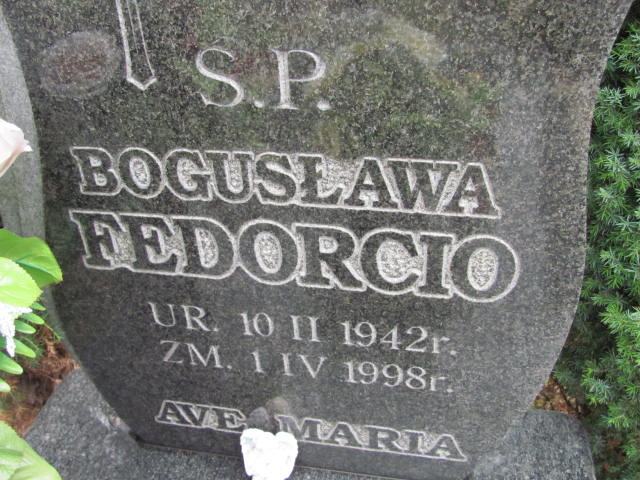 Ś.P.
BOGUSŁAWA
FEDORCIO
UR. 10 II 1942r.
ZM. 1 IV 1998r.
AVE MARIA